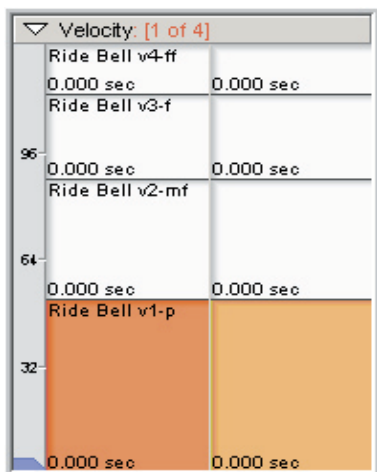 Velocity: [1 of 4]
Ride Bell v4-ff
0.000 sec 0.000 sec
Ride Bell v3-f
96
0.000 sec 0.000 sec
Ride Bell v2-mf
64
0.000 sec 0.000 sec
Ride Bell v1-p
32
0.000 sec 0.000 sec